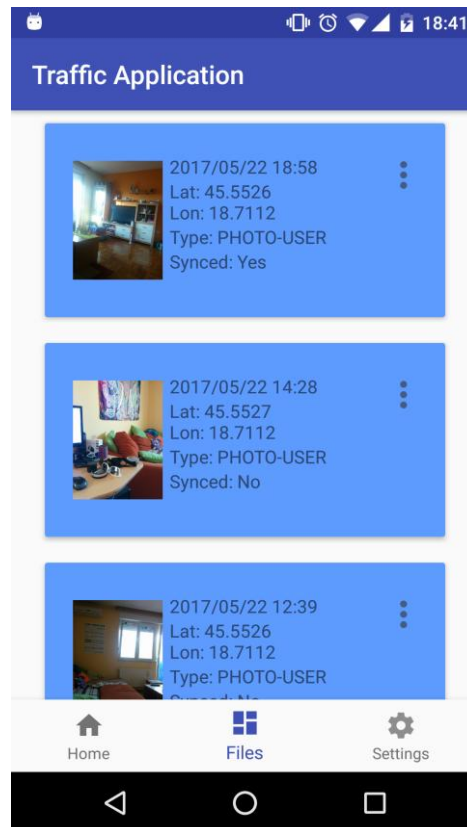 18:41
Traffic Application
2017/05/22 18:58
Lat: 45.5526
Lon: 18.7112
Type: PHOTO-USER
Synced: Yes
2017/05/22 14:28
Lat: 45.5527
Lon: 18.7112
Type: PHOTO-USER
Synced: No
2017/05/22 12:39
Lat: 45.5526
Lon: 18.7112
Type: PHOTO-USER
Synced: No
Home
Files
Settings